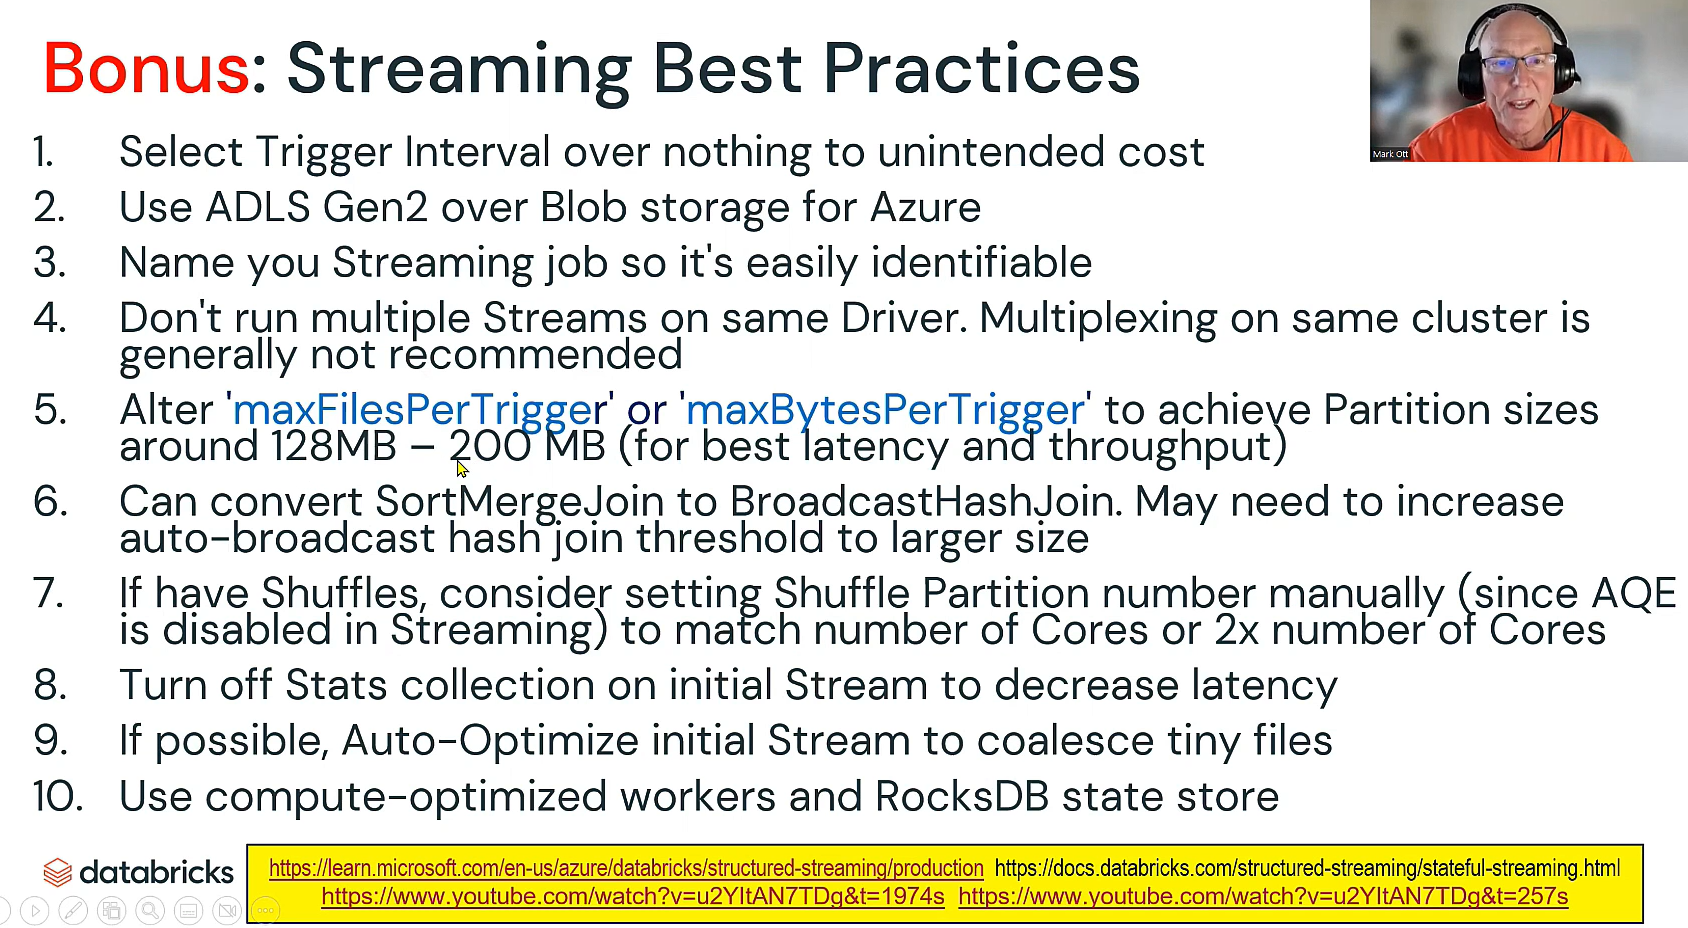 Bonus: Streaming Best Practices
Mark Ott
1. Select Trigger Interval over nothing to unintended cost
2. Use ADLS Gen2 over Blob storage for Azure
3. Name you Streaming job so it's easily identifiable
4. Don't run multiple Streams on same Driver. Multiplexing on same cluster is
generally not recommended
5. Alter 'maxFilesPerTrigger' or 'maxBytesPerTrigger' to achieve Partition sizes
around 128MB – 200 MB (for best latency and throughput)
6. Can convert SortMergeJoin to BroadcastHashJoin. May need to increase
auto-broadcast hash join threshold to larger size
7. If have Shuffles, consider setting Shuffle Partition number manually (since AQE
is disabled in Streaming) to match number of Cores or 2x number of Cores
8. Turn off Stats collection on initial Stream to decrease latency
9. If possible, Auto-Optimize initial Stream to coalesce tiny files
10. Use compute-optimized workers and RocksDB state store
databricks
https://learn.microsoft.com/en-us/azure/databricks/structured-streaming/production https://docs.databricks.com/structured-streaming/stateful-streaming.html
https://www.youtube.com/watch?v=u2YItAN7TDg&t=1974s https://www.youtube.com/watch?v=u2YItAN7TDg&t=257s